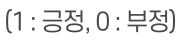 (1 : 긍정, 0 : 부정)